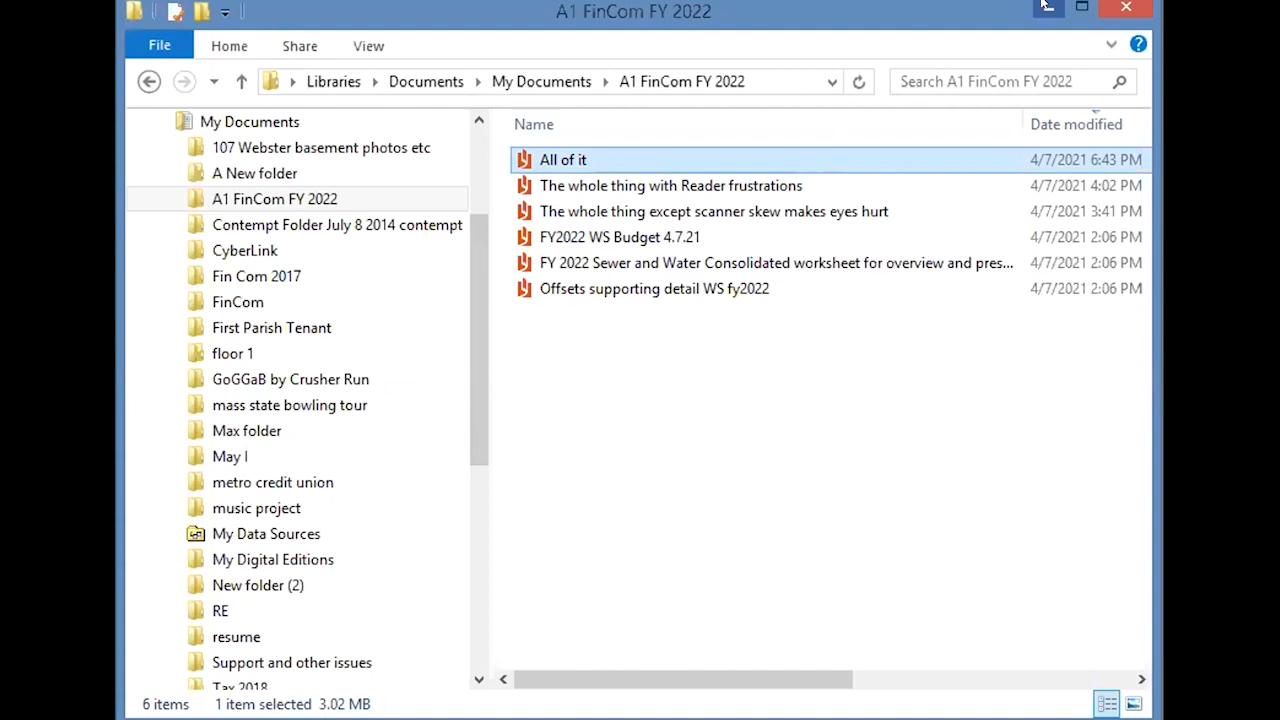 A1 FinCom FY 2022
File Home Share View
Libraries Documents My Documents A1 FinCom FY 2022 Search A1 FinCom FY 2022
My Documents
107 Webster basement photos etc
A New folder
A1 FinCom FY 2022
Contempt Folder July 8 2014 contempt
CyberLink
Fin Com 2017
FinCom
First Parish Tenant
floor 1
GoGGaB by Crusher Run
mass state bowling tour
Max folder
May I
metro credit union
music project
My Data Sources
My Digital Editions
New folder (2)
RE
resume
Support and other issues
Tax 2018
Name Date modified
All of it 4/7/2021 6:43 PM
The whole thing with Reader frustrations 4/7/2021 4:02 PM
The whole thing except scanner skew makes eyes hurt 4/7/2021 3:41 PM
FY2022 WS Budget 4.7.21 4/7/2021 2:06 PM
FY 2022 Sewer and Water Consolidated worksheet for overview and pres... 4/7/2021 2:06 PM
Offsets supporting detail WS fy2022 4/7/2021 2:06 PM
6 items 1 item selected 3.02 MB